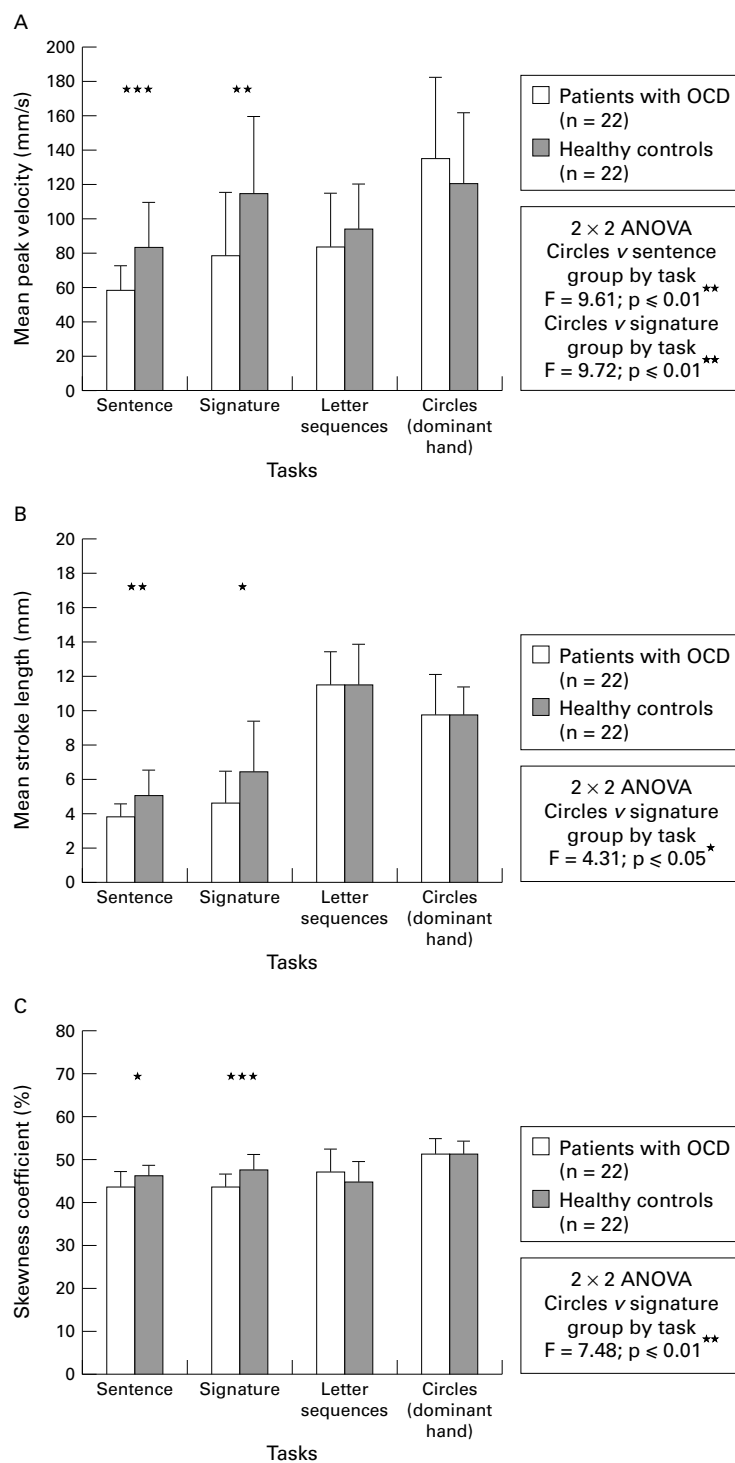 A
200
180
160
140
120
100
80
60
40
20
0
Mean peak velocity (mm/s)
★★★
★★
Sentence
Signature
Letter
sequences
Circles
(dominant
hand)
Tasks
Patients with OCD
(n = 22)
Healthy controls
(n = 22)
2 × 2 ANOVA
Circles v sentence
group by task
F = 9.61; p ⩽ 0.01★★
Circles v signature
group by task
F = 9.72; p ⩽ 0.01★★
B
20
18
16
14
12
10
8
6
4
2
0
Mean stroke length (mm)
★★
★
Sentence
Signature
Letter
sequences
Circles
(dominant
hand)
Tasks
Patients with OCD
(n = 22)
Healthy controls
(n = 22)
2 × 2 ANOVA
Circles v signature
group by task
F = 4.31; p ⩽ 0.05★
C
80
70
60
50
40
30
20
10
0
Skewness coefficient (%)
★
★★★
Sentence
Signature
Letter
sequences
Circles
(dominant
hand)
Tasks
Patients with OCD
(n = 22)
Healthy controls
(n = 22)
2 × 2 ANOVA
Circles v signature
group by task
F = 7.48; p ⩽ 0.01★★